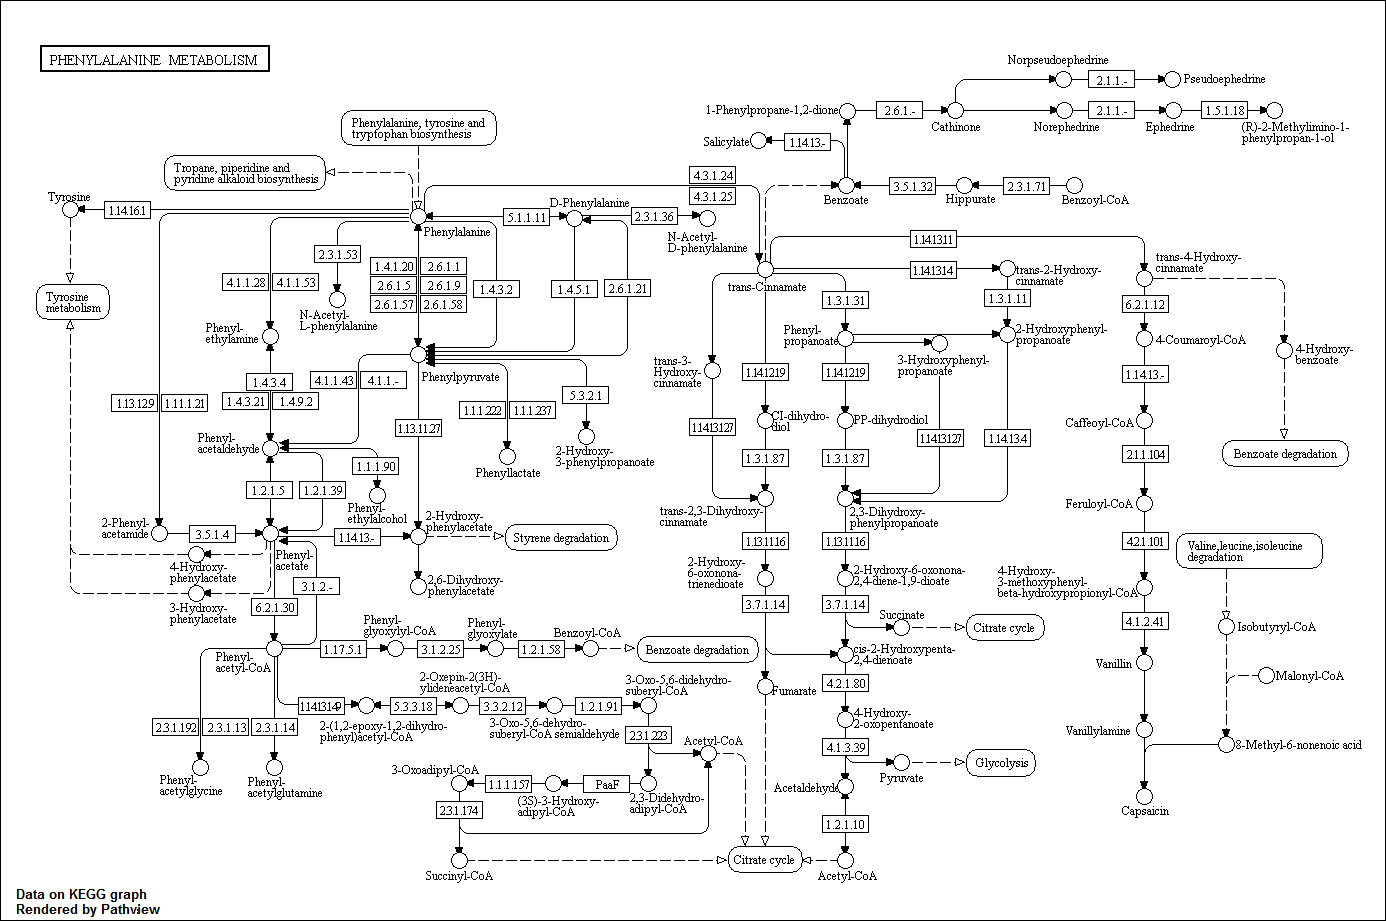 PHENYLALANINE METABOLISM
Norpseudoephedrine
2.1.1.-
Pseudoephedrine
1-Phenylpropane-1,2-dione
2.6.1.-
Cathinone
Norephedrine
2.1.1.-
Ephedrine
1.5.1.18
(R)-2-Methylimino-1-
phenylpropan-1-ol
Phenylalanine, tyrosine and
tryptophan biosynthesis
Salicylate
1.14.13.-
Tropane, piperidine and
pyridine alkaloid biosynthesis
4.3.1.24
4.3.1.25
Benzoate
3.5.1.32
Hippurate
2.3.1.71
Benzoyl-CoA
Tyrosine
1.14.16.1
Phenylalanine
5.1.1.11
D-Phenylalanine
2.3.1.36
N-Acetyl-
D-phenylalanine
2.3.1.53
N-Acetyl-
L-phenylalanine
4.1.1.28
4.1.1.53
1.4.1.20
2.6.1.1
2.6.1.5
2.6.1.9
2.6.1.57
2.6.1.58
1.4.3.2
1.4.5.1
2.6.1.21
trans-Cinnamate
1.14.13.11
1.14.13.14
trans-2-Hydroxy-
cinnamate
trans-4-Hydroxy-
cinnamate
Tyrosine
metabolism
1.3.1.31
1.3.1.11
6.2.1.12
Phenyl-
ethylamine
Phenyl-
propanoate
2-Hydroxyphenyl-
propanoate
4-Coumaroyl-CoA
4-Hydroxy-
benzoate
Phenylpyruvate
trans-3-
Hydroxy-
cinnamate
3-Hydroxyphenyl-
propanoate
1.4.3.4
1.4.3.21
1.4.9.2
4.1.1.43
4.1.1.-
1.14.12.19
1.14.12.19
1.14.13.-
1.13.12.9
1.11.1.21
1.1.1.222
1.1.1.237
5.3.2.1
CI-dihydro-
diol
PP-dihydrodiol
Caffeoyl-CoA
1.13.11.27
1.14.13.127
1.14.13.127
1.14.13.4
Phenyl-
acetaldehyde
Phenyllactate
2-Hydroxy-
3-phenylpropanoate
1.3.1.87
1.3.1.87
2.1.1.104
Benzoate degradation
1.1.1.90
1.2.1.5
1.2.1.39
Phenyl-
ethylalcohol
trans-2,3-Dihydroxy-
cinnamate
2,3-Dihydroxy-
phenylpropanoate
Feruloyl-CoA
2-Phenyl-
acetamide
3.5.1.4
Phenyl-
acetate
1.14.13.-
2-Hydroxy-
phenylacetate
Styrene degradation
1.13.11.16
1.13.11.16
4.2.1.101
Valine,leucine,isoleucine
degradation
4-Hydroxy-
phenylacetate
3-Hydroxy-
phenylacetate
3.1.2.-
2,6-Dihydroxy-
phenylacetate
2-Hydroxy-
6-oxonona-
trienedioate
2-Hydroxy-6-oxonona-
2,4-diene-1,9-dioate
4-Hydroxy-
3-methoxyphenyl-
beta-hydroxypropionyl-CoA
6.2.1.30
3.7.1.14
3.7.1.14
Succinate
Citrate cycle
4.1.2.41
Isobutyryl-CoA
Phenyl-
acetyl-CoA
1.17.5.1
Phenyl-
glyoxylyl-CoA
3.1.2.25
Phenyl-
glyoxylate
1.2.1.58
Benzoyl-CoA
Benzoate degradation
cis-2-Hydroxypenta-
2,4-dienoate
Vanillin
Malonyl-CoA
Fumarate
4.2.1.80
1.14.13.149
2-(1,2-epoxy-1,2-dihydro-
phenyl)acetyl-CoA
5.3.3.18
2-Oxepin-2(3H)-
ylideneacetyl-CoA
3.3.2.12
3-Oxo-5,6-dehydro-
suberyl-CoA semialdehyde
1.2.1.91
3-Oxo-5,6-didehydro-
suberyl-CoA
2.3.1.192
2.3.1.13
2.3.1.14
2.3.1.223
4-Hydroxy-
2-oxopentanoate
Vanillylamine
8-Methyl-6-nonenoic acid
Acetyl-CoA
4.1.3.39
Pyruvate
Glycolysis
Phenyl-
acetylglycine
Phenyl-
acetylglutamine
3-Oxoadipyl-CoA
1.1.1.157
(3S)-3-Hydroxy-
adipyl-CoA
PaaF
2,3-Didehydro-
adipyl-CoA
Acetaldehyde
Capsaicin
2.3.1.174
1.2.1.10
Succinyl-CoA
Citrate cycle
Acetyl-CoA
Data on KEGG graph
Rendered by Pathview